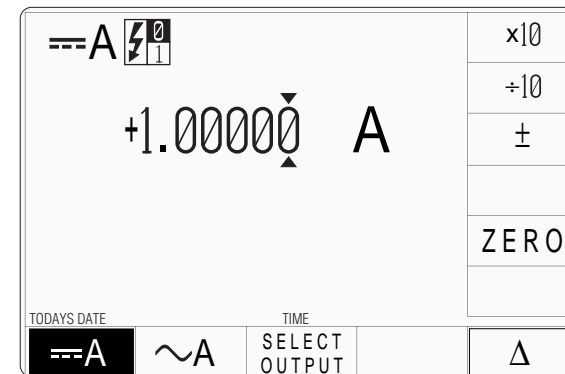 ⎓A 0
1
x10
÷10
+1.00000 A
±
ZERO
TODAYS DATE TIME
⎓A ∿A SELECT OUTPUT Δ